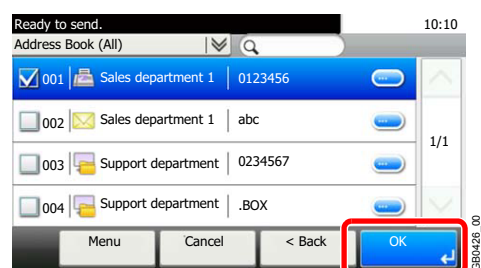 Ready to send. 10:10
Address Book (All)
001 Sales department 1 0123456
002 Sales department 1 abc
1/1
003 Support department 0234567
004 Support department .BOX
Menu Cancel < Back OK
GB0426_00